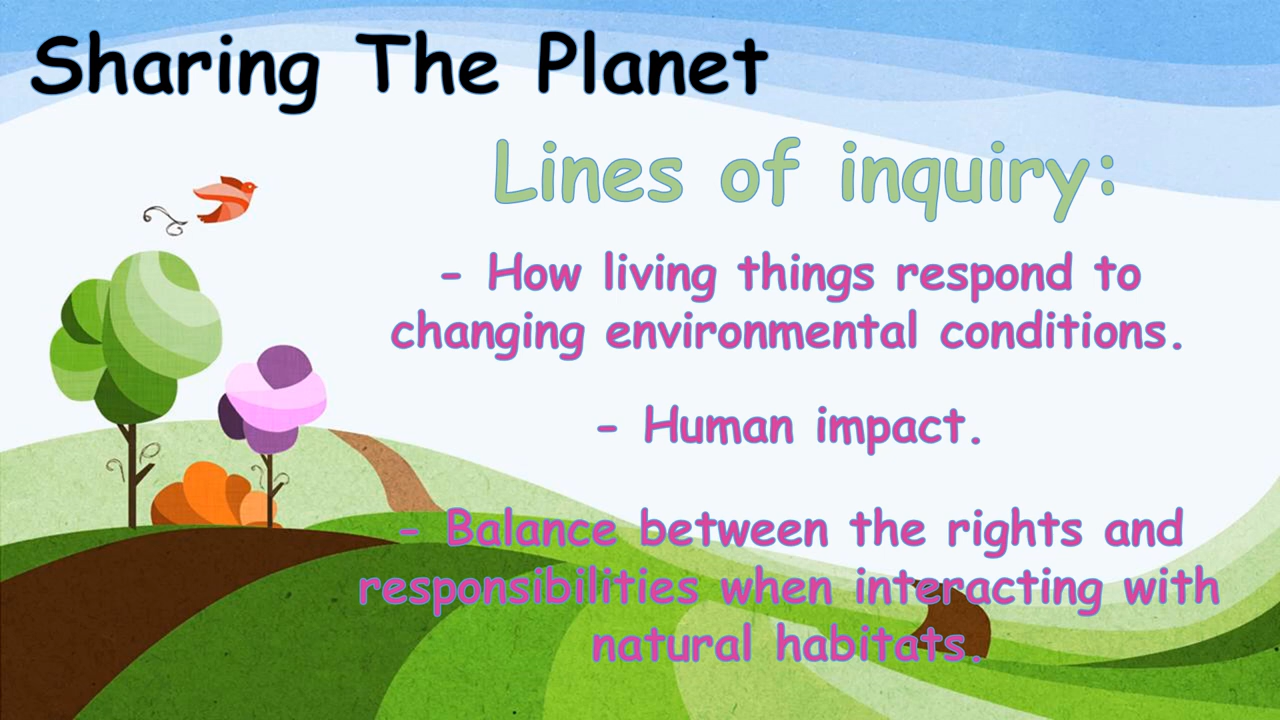 Sharing The Planet
Lines of inquiry:
- How living things respond to
changing environmental conditions.
- Human impact.
- Balance between the rights and
responsibilities when interacting with
natural habitats.